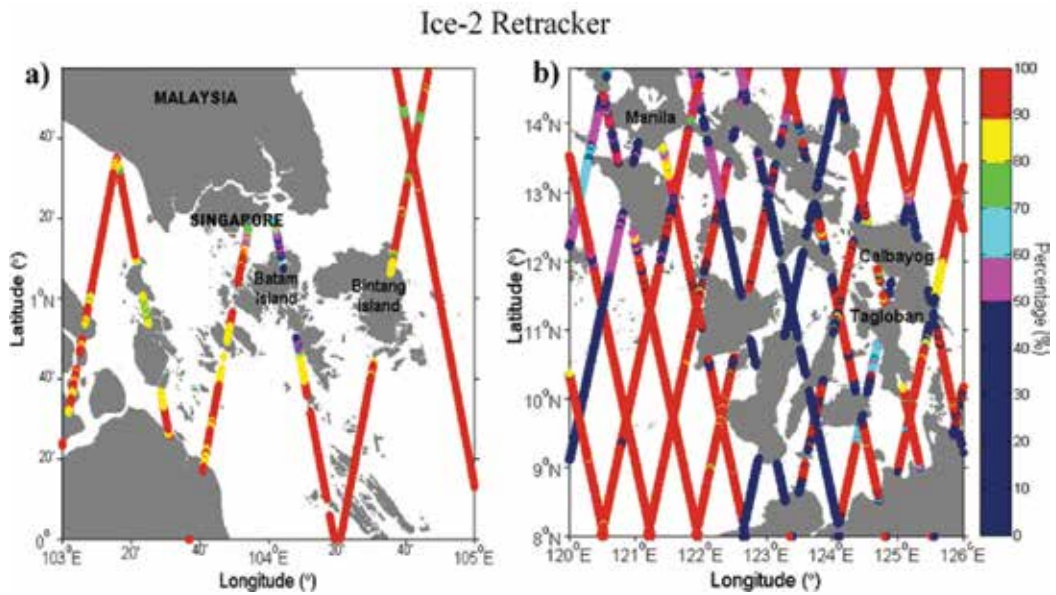 Ice-2 Retracker
a)
MALAYSIA
SINGAPORE
Batam
Island
Bintang
island
Latitude (°)
40'
20'
1°N
40'
20'
0°
103°E
20'
40'
104°E
20'
40'
105°E
Longitude (°)
b)
Manila
Calbayog
Tagloban
Latitude (°)
14°N
13°N
12°N
11°N
10°N
9°N
8°N
120°E
121°E
122°E
123°E
124°E
125°E
126°E
Longitude (°)
100
90
80
70
60
50
40
30
20
10
0
Percentage (%)